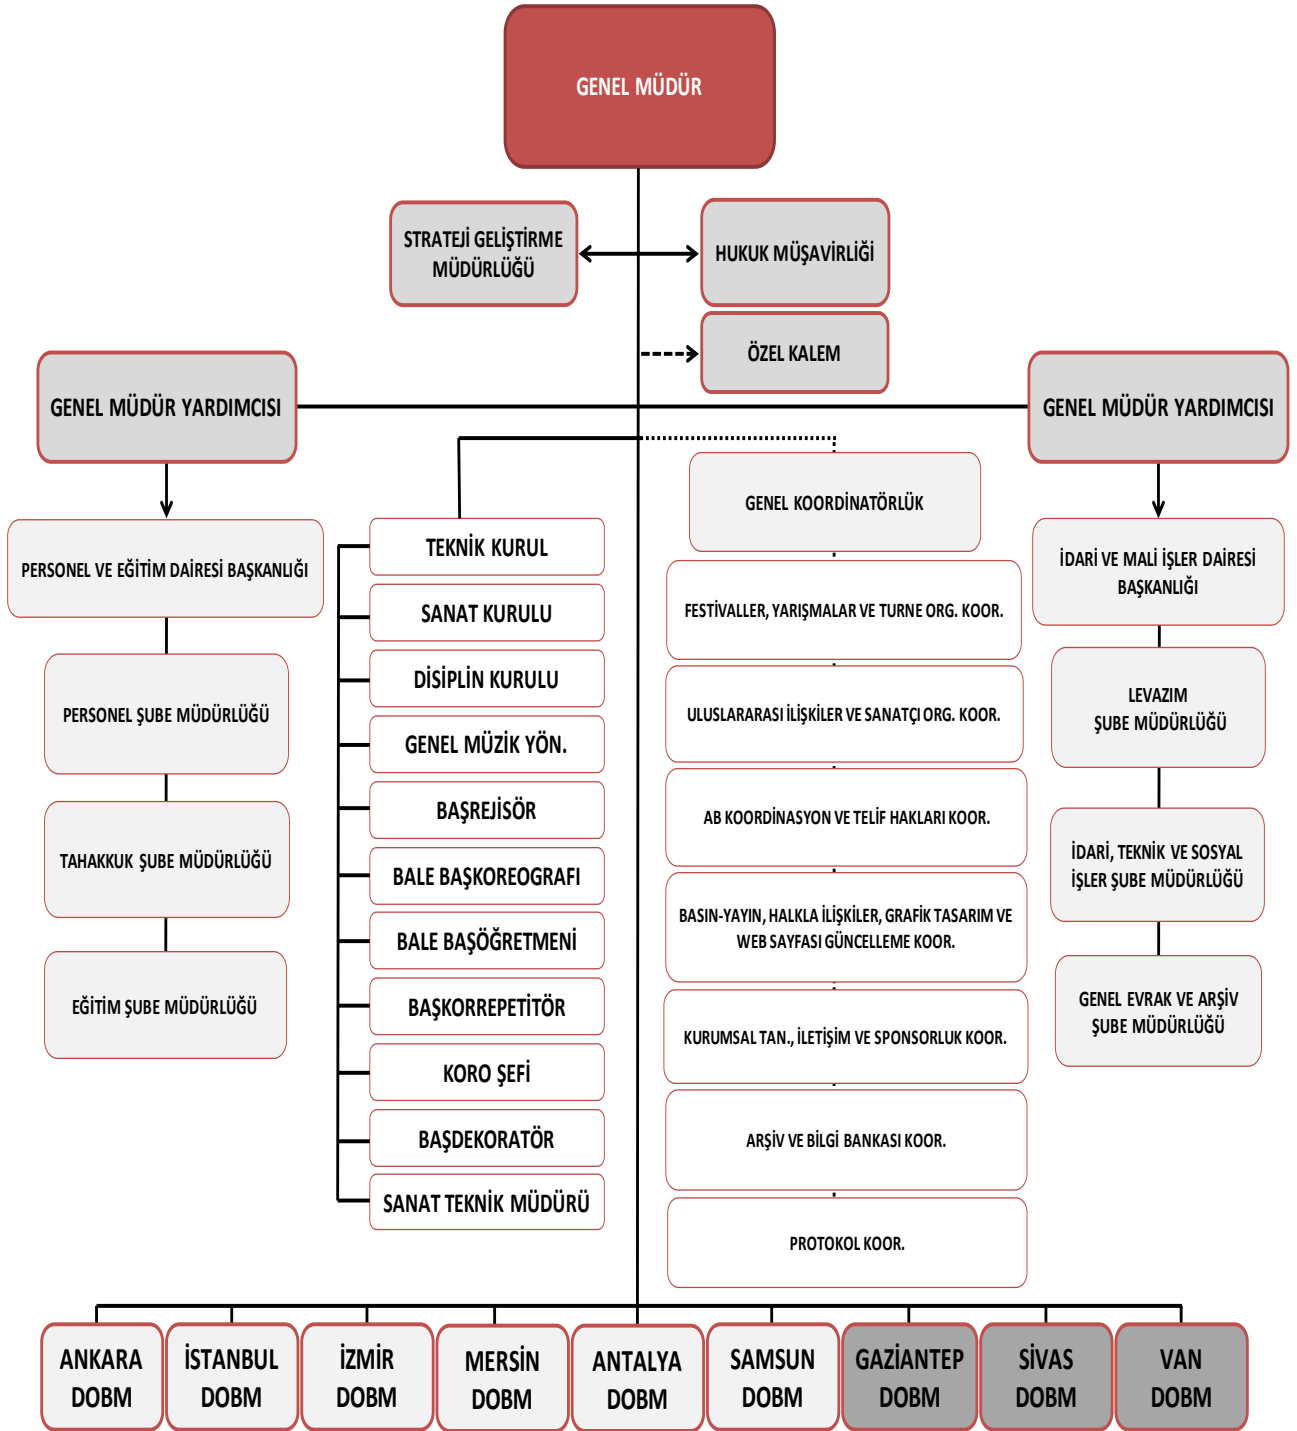 GENEL MÜDÜR
STRATEJİ GELİŞTİRME
MÜDÜRLÜĞÜ
HUKUK MÜŞAVİRLİĞİ
ÖZEL KALEM
GENEL MÜDÜR YARDIMCISI
GENEL MÜDÜR YARDIMCISI
PERSONEL VE EĞİTİM DAİRESİ BAŞKANLIĞI
PERSONEL ŞUBE MÜDÜRLÜĞÜ
TAHAKKUK ŞUBE MÜDÜRLÜĞÜ
EĞİTİM ŞUBE MÜDÜRLÜĞÜ
TEKNİK KURUL
SANAT KURULU
DİSİPLİN KURULU
GENEL MÜZİK YÖN.
BAŞREJİSÖR
BALE BAŞKOREOGRAFI
BALE BAŞÖĞRETMENİ
BAŞKORREPETİTÖR
KORO ŞEFİ
BAŞDEKORATÖR
SANAT TEKNİK MÜDÜRÜ
GENEL KOORDİNATÖRLÜK
FESTİVALLER, YARIŞMALAR VE TURNE ORG. KOOR.
ULUSLARARASI İLİŞKİLER VE SANATÇI ORG. KOOR.
AB KOORDİNASYON VE TELİF HAKLARI KOOR.
BASIN-YAYIN, HALKLA İLİŞKİLER, GRAFİK TASARIM VE
WEB SAYFASI GÜNCELLEME KOOR.
KURUMSAL TAN., İLETİŞİM VE SPONSORLUK KOOR.
ARŞİV VE BİLGİ BANKASI KOOR.
PROTOKOL KOOR.
İDARİ VE MALİ İŞLER DAİRESİ
BAŞKANLIĞI
LEVAZIM
ŞUBE MÜDÜRLÜĞÜ
İDARİ, TEKNİK VE SOSYAL
İŞLER ŞUBE MÜDÜRLÜĞÜ
GENEL EVRAK VE ARŞİV
ŞUBE MÜDÜRLÜĞÜ
ANKARA
DOBM
İSTANBUL
DOBM
İZMİR
DOBM
MERSİN
DOBM
ANTALYA
DOBM
SAMSUN
DOBM
GAZİANTEP
DOBM
SİVAS
DOBM
VAN
DOBM